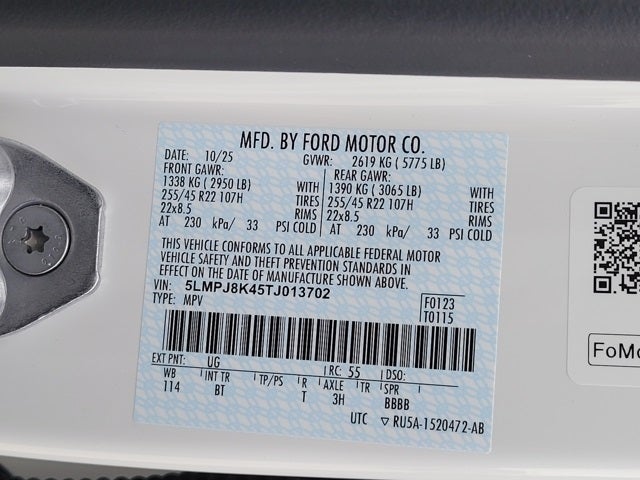 MFD. BY FORD MOTOR CO.
DATE: 10/25 GVWR: 2619 KG ( 5775 LB)
FRONT GAWR: REAR GAWR:
1338 KG ( 2950 LB) WITH 1390 KG ( 3065 LB) WITH
255/45 R22 107H TIRES 255/45 R22 107H TIRES
22x8.5 RIMS 22x8.5 RIMS
AT 230 kPa/ 33 PSI COLD AT 230 kPa/ 33 PSI COLD
THIS VEHICLE CONFORMS TO ALL APPLICABLE FEDERAL MOTOR
VEHICLE SAFETY AND THEFT PREVENTION STANDARDS IN
EFFECT ON THE DATE OF MANUFACTURE SHOWN ABOVE.
VIN: 5LMPJ8K45TJ013702 F0123
TYPE: MPV T0115
EXT PNT: UG RC: 55 DSO:
WB INT TR TP/PS R AXLE TR SPR
114 BT T 3H BBBB
UTC ▽ RU5A-1520472-AB